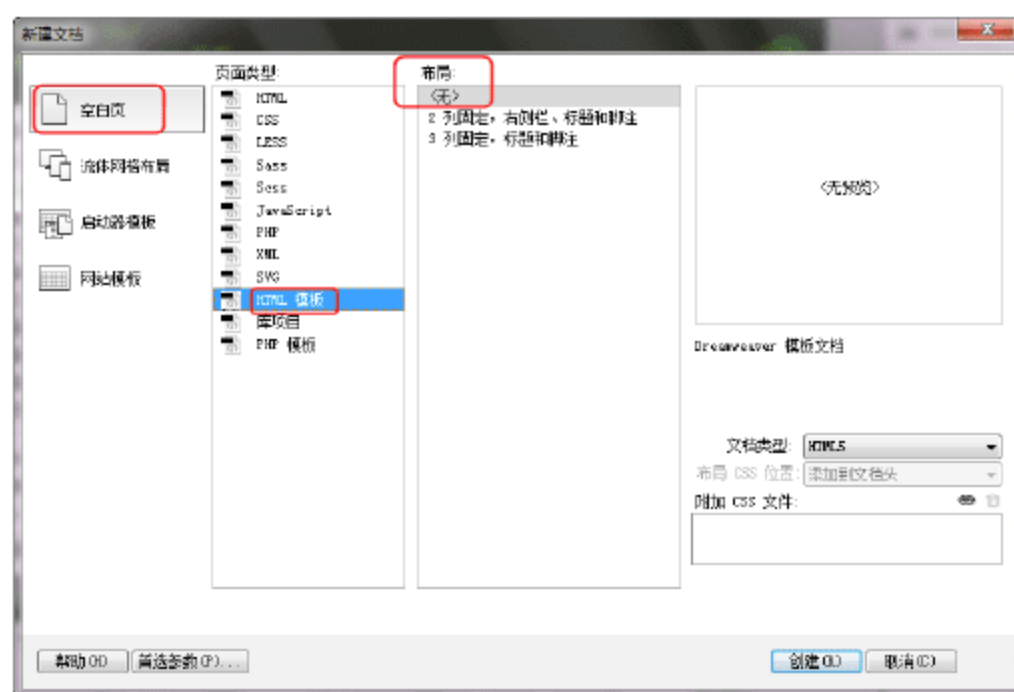 新建文档
页面类型:
布局:
空白页
流体网格布局
启动器模板
网站模板
HTML
CSS
LESS
Sass
Scss
JavaScript
PHP
XML
SVG
HTML 模板
库项目
PHP 模板
<无>
2 列固定，右侧栏、标题和脚注
3 列固定，标题和脚注
<无预览>
Dreamweaver 模板文档
文档类型: HTML5
布局 CSS 位置: 添加到文档头
附加 CSS 文件:
帮助(H)
首选参数(P)...
创建(R)
取消(C)